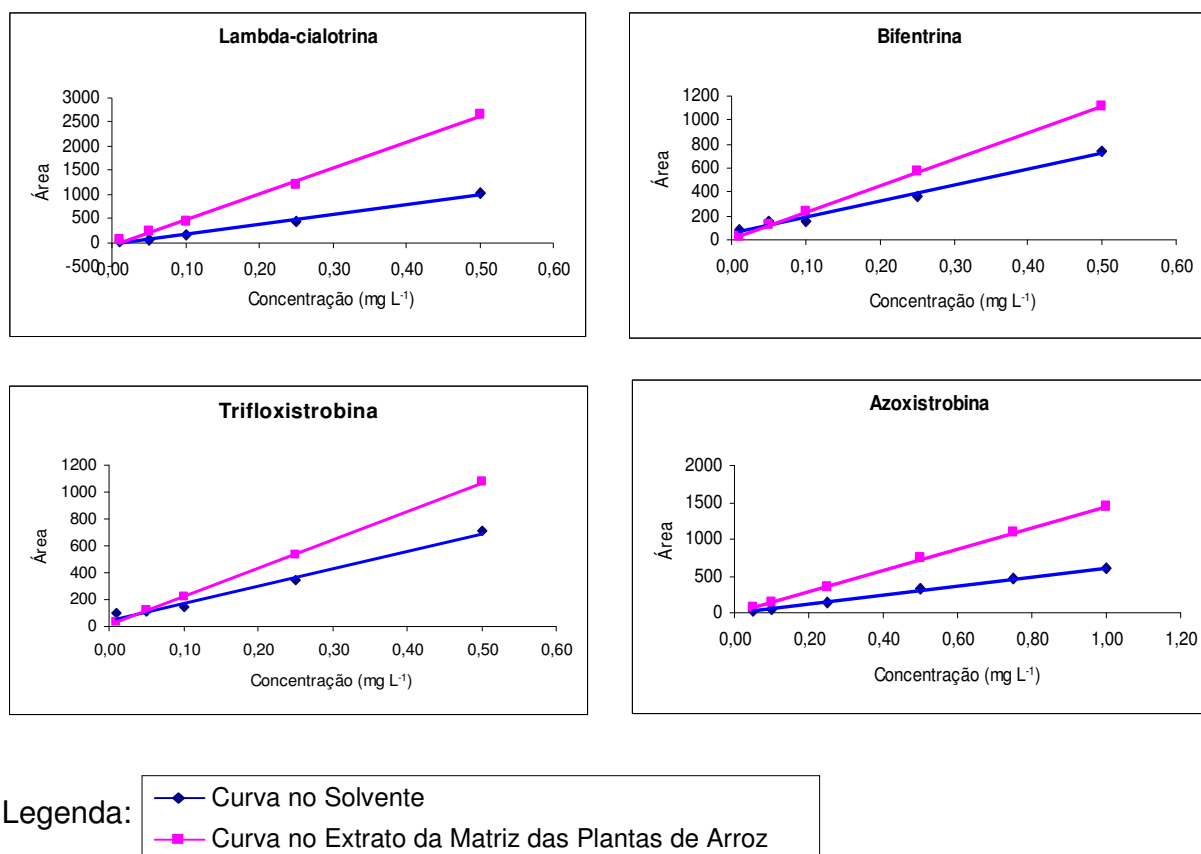 Lambda-cialotrina
3000
2500
2000
1500
1000
500
0
-500
0,00 0,10 0,20 0,30 0,40 0,50 0,60
Área
Concentração (mg L⁻¹)
Bifentrina
1200
1000
800
600
400
200
0
0,00 0,10 0,20 0,30 0,40 0,50 0,60
Área
Concentração (mg L⁻¹)
Trifloxistrobina
1200
1000
800
600
400
200
0
0,00 0,10 0,20 0,30 0,40 0,50 0,60
Área
Concentração (mg L⁻¹)
Azoxistrobina
2000
1500
1000
500
0
0,00 0,20 0,40 0,60 0,80 1,00 1,20
Área
Concentração (mg L⁻¹)
Legenda:
Curva no Solvente
Curva no Extrato da Matriz das Plantas de Arroz